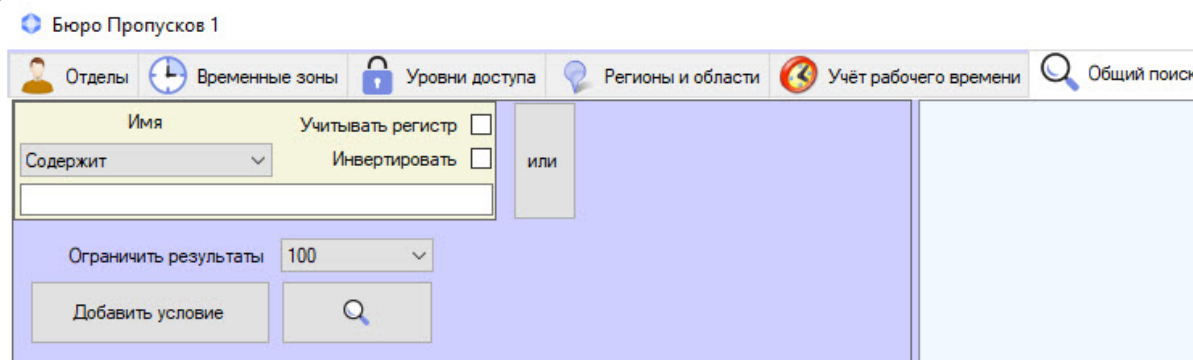 Бюро Пропусков 1
Отделы Временные зоны Уровни доступа Регионы и области Учёт рабочего времени Общий поиск
Имя Учитывать регистр
Содержит Инвертировать или
Ограничить результаты 100
Добавить условие